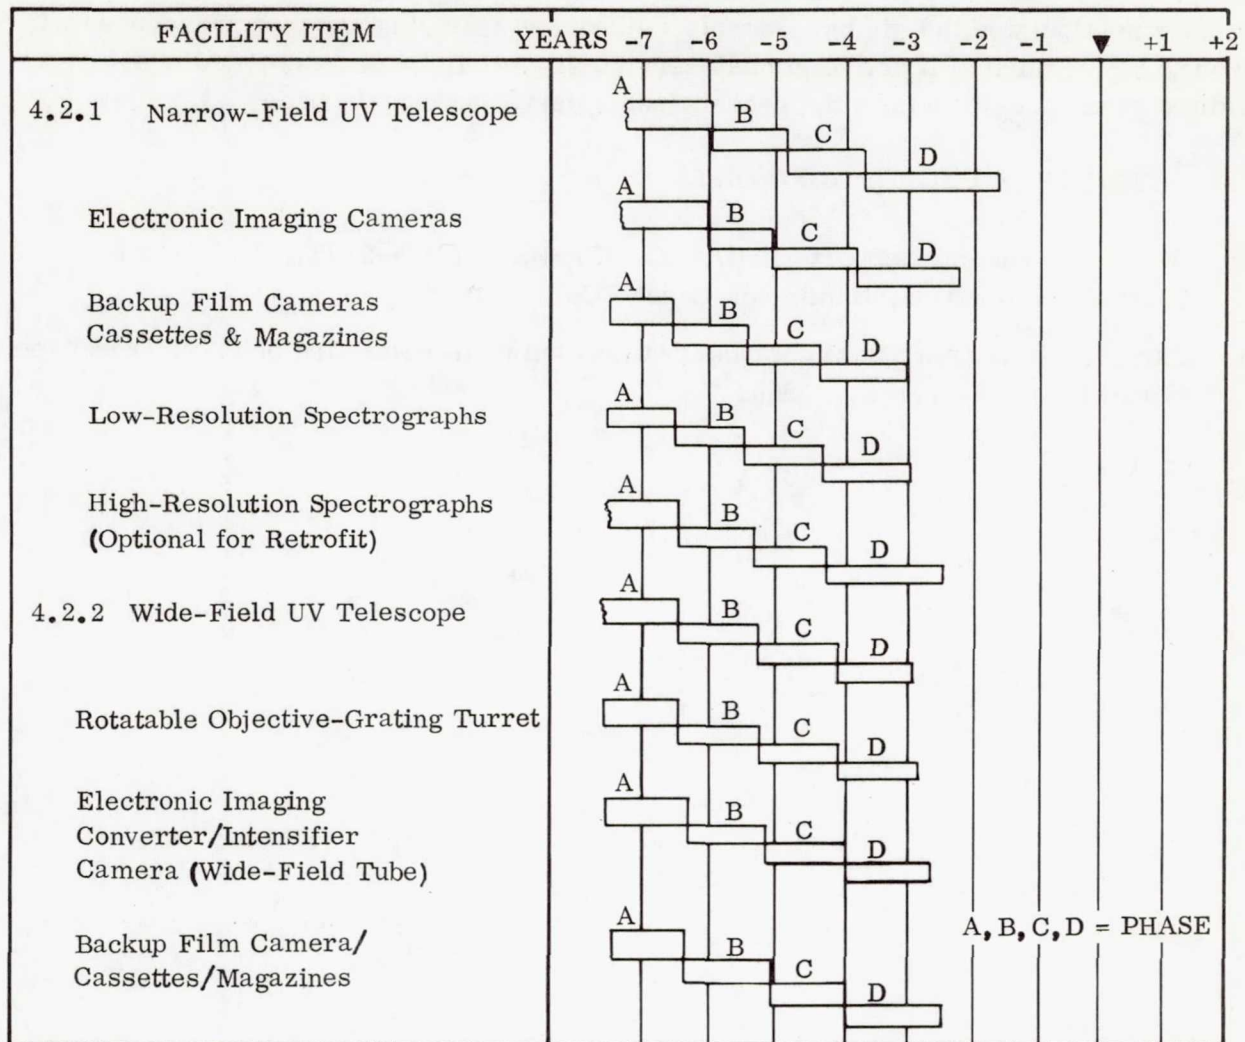 FACILITY ITEM YEARS -7 -6 -5 -4 -3 -2 -1 +1 +2
A
4.2.1 Narrow-Field UV Telescope B
C
D
A
Electronic Imaging Cameras B
C
D
A
Backup Film Cameras
Cassettes & Magazines B
C
D
A
Low-Resolution Spectrographs B
C
D
A
High-Resolution Spectrographs B
(Optional for Retrofit) C
D
A
4.2.2 Wide-Field UV Telescope B
C
D
A
Rotatable Objective-Grating Turret B
C
D
A
Electronic Imaging B
Converter/Intensifier C
Camera (Wide-Field Tube) D
A
A, B, C, D = PHASE
Backup Film Camera/ B
Cassettes/Magazines C
D